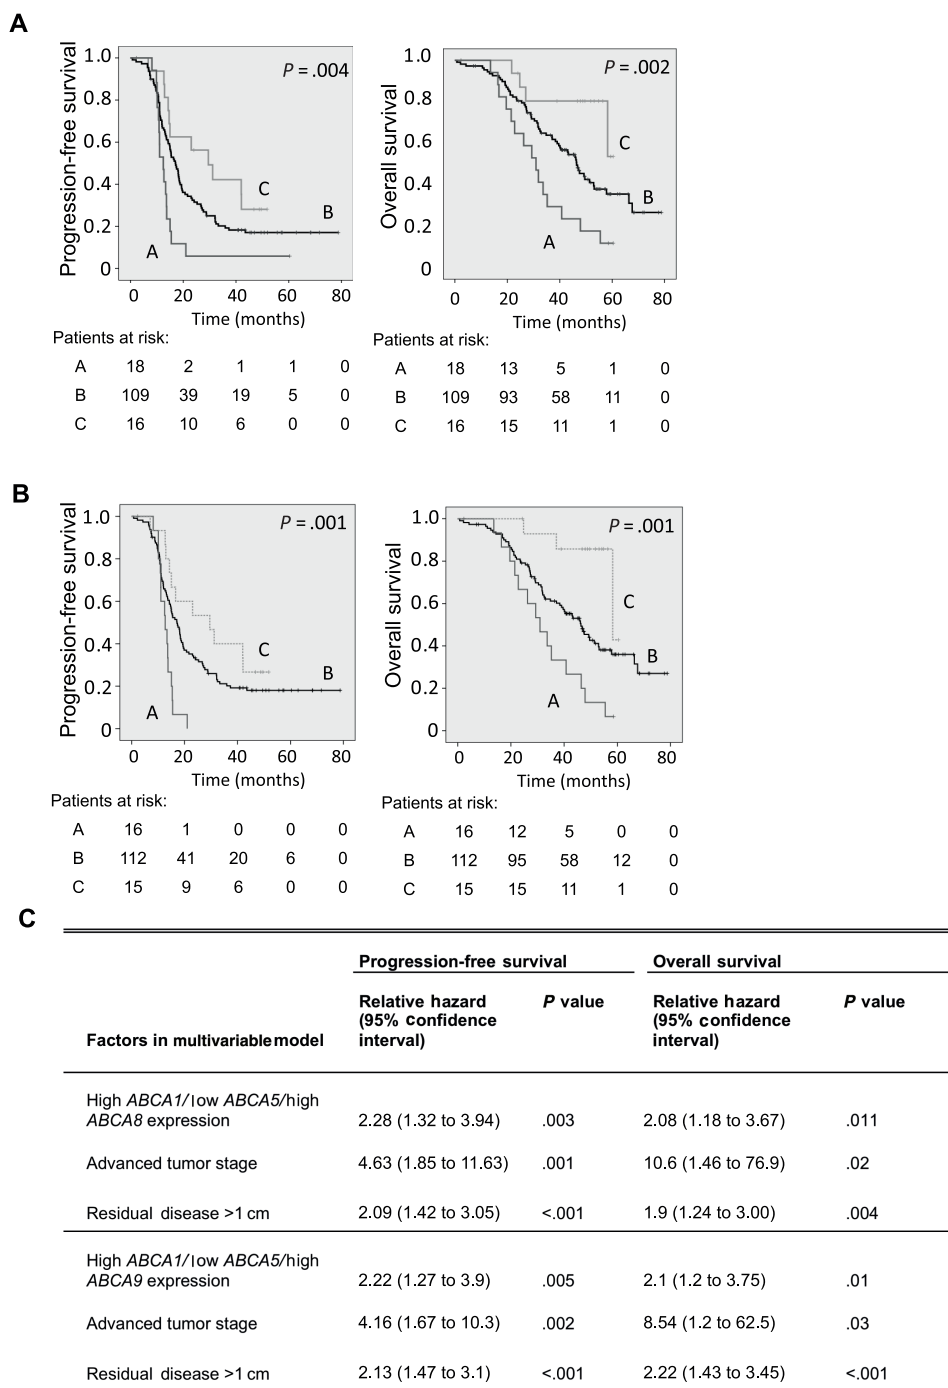 A
1.0
0.8
0.6
0.4
0.2
0
Progression-free survival
P = .004
C
B
A
0 20 40 60 80
Time (months)
1.0
0.8
0.6
0.4
0.2
0
Overall survival
P = .002
C
B
A
0 20 40 60 80
Time (months)
Patients at risk:
A 18 2 1 1 0
B 109 39 19 5 0
C 16 10 6 0 0
Patients at risk:
A 18 13 5 1 0
B 109 93 58 11 0
C 16 15 11 1 0
B
1.0
0.8
0.6
0.4
0.2
0
Progression-free survival
P = .001
C
B
A
0 20 40 60 80
Time (months)
1.0
0.8
0.6
0.4
0.2
0
Overall survival
P = .001
C
B
A
0 20 40 60 80
Time (months)
Patients at risk:
A 16 1 0 0 0
B 112 41 20 6 0
C 15 9 6 0 0
Patients at risk:
A 16 12 5 0 0
B 112 95 58 12 0
C 15 15 11 1 0
C
Progression-free survival Overall survival
Relative hazard P value Relative hazard P value
(95% confidence (95% confidence
Factors in multivariable model interval) interval)
High ABCA1/low ABCA5/high
ABCA8 expression 2.28 (1.32 to 3.94) .003 2.08 (1.18 to 3.67) .011
Advanced tumor stage 4.63 (1.85 to 11.63) .001 10.6 (1.46 to 76.9) .02
Residual disease >1 cm 2.09 (1.42 to 3.05) <.001 1.9 (1.24 to 3.00) .004
High ABCA1/low ABCA5/high
ABCA9 expression 2.22 (1.27 to 3.9) .005 2.1 (1.2 to 3.75) .01
Advanced tumor stage 4.16 (1.67 to 10.3) .002 8.54 (1.2 to 62.5) .03
Residual disease >1 cm 2.13 (1.47 to 3.1) <.001 2.22 (1.43 to 3.45) <.001